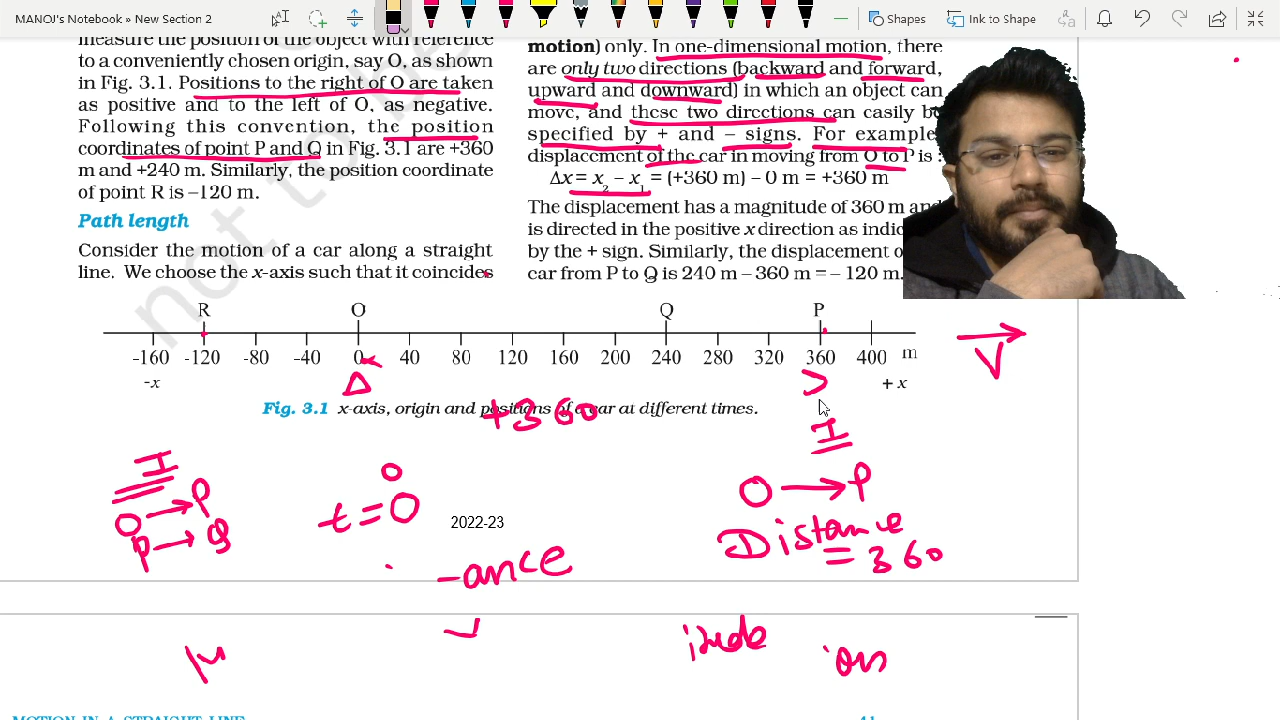 MANOJ's Notebook » New Section 2
Shapes
Ink to Shape
measure the position of the object with reference
to a conveniently chosen origin, say O, as shown
in Fig. 3.1. Positions to the right of O are taken
as positive and to the left of O, as negative.
Following this convention, the position
coordinates of point P and Q in Fig. 3.1 are +360
m and +240 m. Similarly, the position coordinate
of point R is –120 m.
Path length
Consider the motion of a car along a straight
line. We choose the x-axis such that it coincides
motion) only. In one-dimensional motion, there
are only two directions (backward and forward,
upward and downward) in which an object can
move, and these two directions can easily be
specified by + and – signs. For example
displacement of the car in moving from O to P is :
Δx = x₂ – x₁ = (+360 m) – 0 m = +360 m
The displacement has a magnitude of 360 m and
is directed in the positive x direction as indic
by the + sign. Similarly, the displacement o
car from P to Q is 240 m – 360 m = – 120 m.
R O Q P
-160 -120 -80 -40 0 40 80 120 160 200 240 280 320 360 400 m
-x + x
Fig. 3.1 x-axis, origin and positions of a car at different times.
+360
V
I
O → P
P → Q
O
t = 0
I
O → P
Distance
= 360
2022-23
-ance
MOTION IN A STRAIGHT LINE 41
not to be